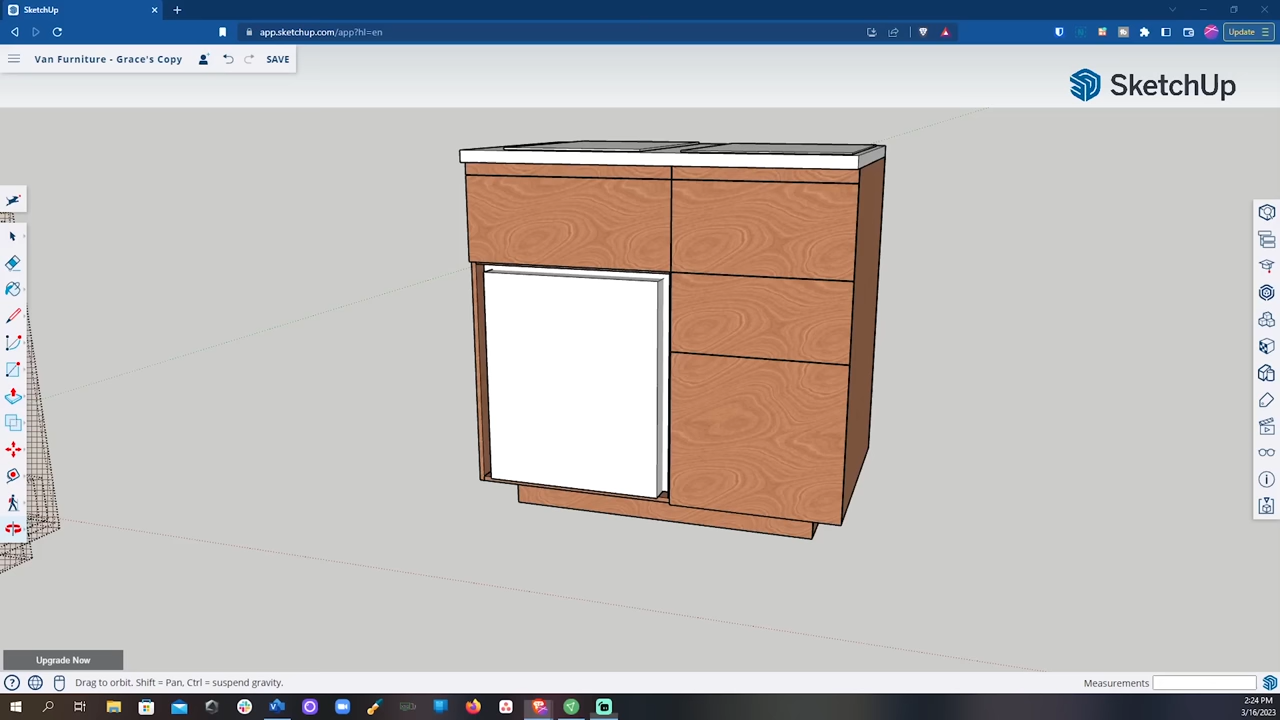 SketchUp
app.sketchup.com/app?hl=en
Update
Van Furniture - Grace's Copy
SAVE
SketchUp
Upgrade Now
Drag to orbit, Shift = Pan, Ctrl = suspend gravity.
Measurements
2:24 PM
3/16/2023